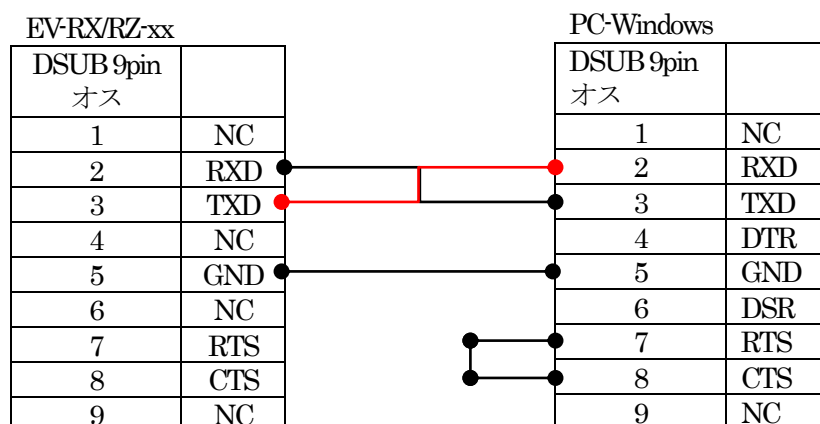 EV-RX/RZ-xx
DSUB 9pin
オス
1 NC
2 RXD
3 TXD
4 NC
5 GND
6 NC
7 RTS
8 CTS
9 NC
PC-Windows
DSUB 9pin
オス
1 NC
2 RXD
3 TXD
4 DTR
5 GND
6 DSR
7 RTS
8 CTS
9 NC